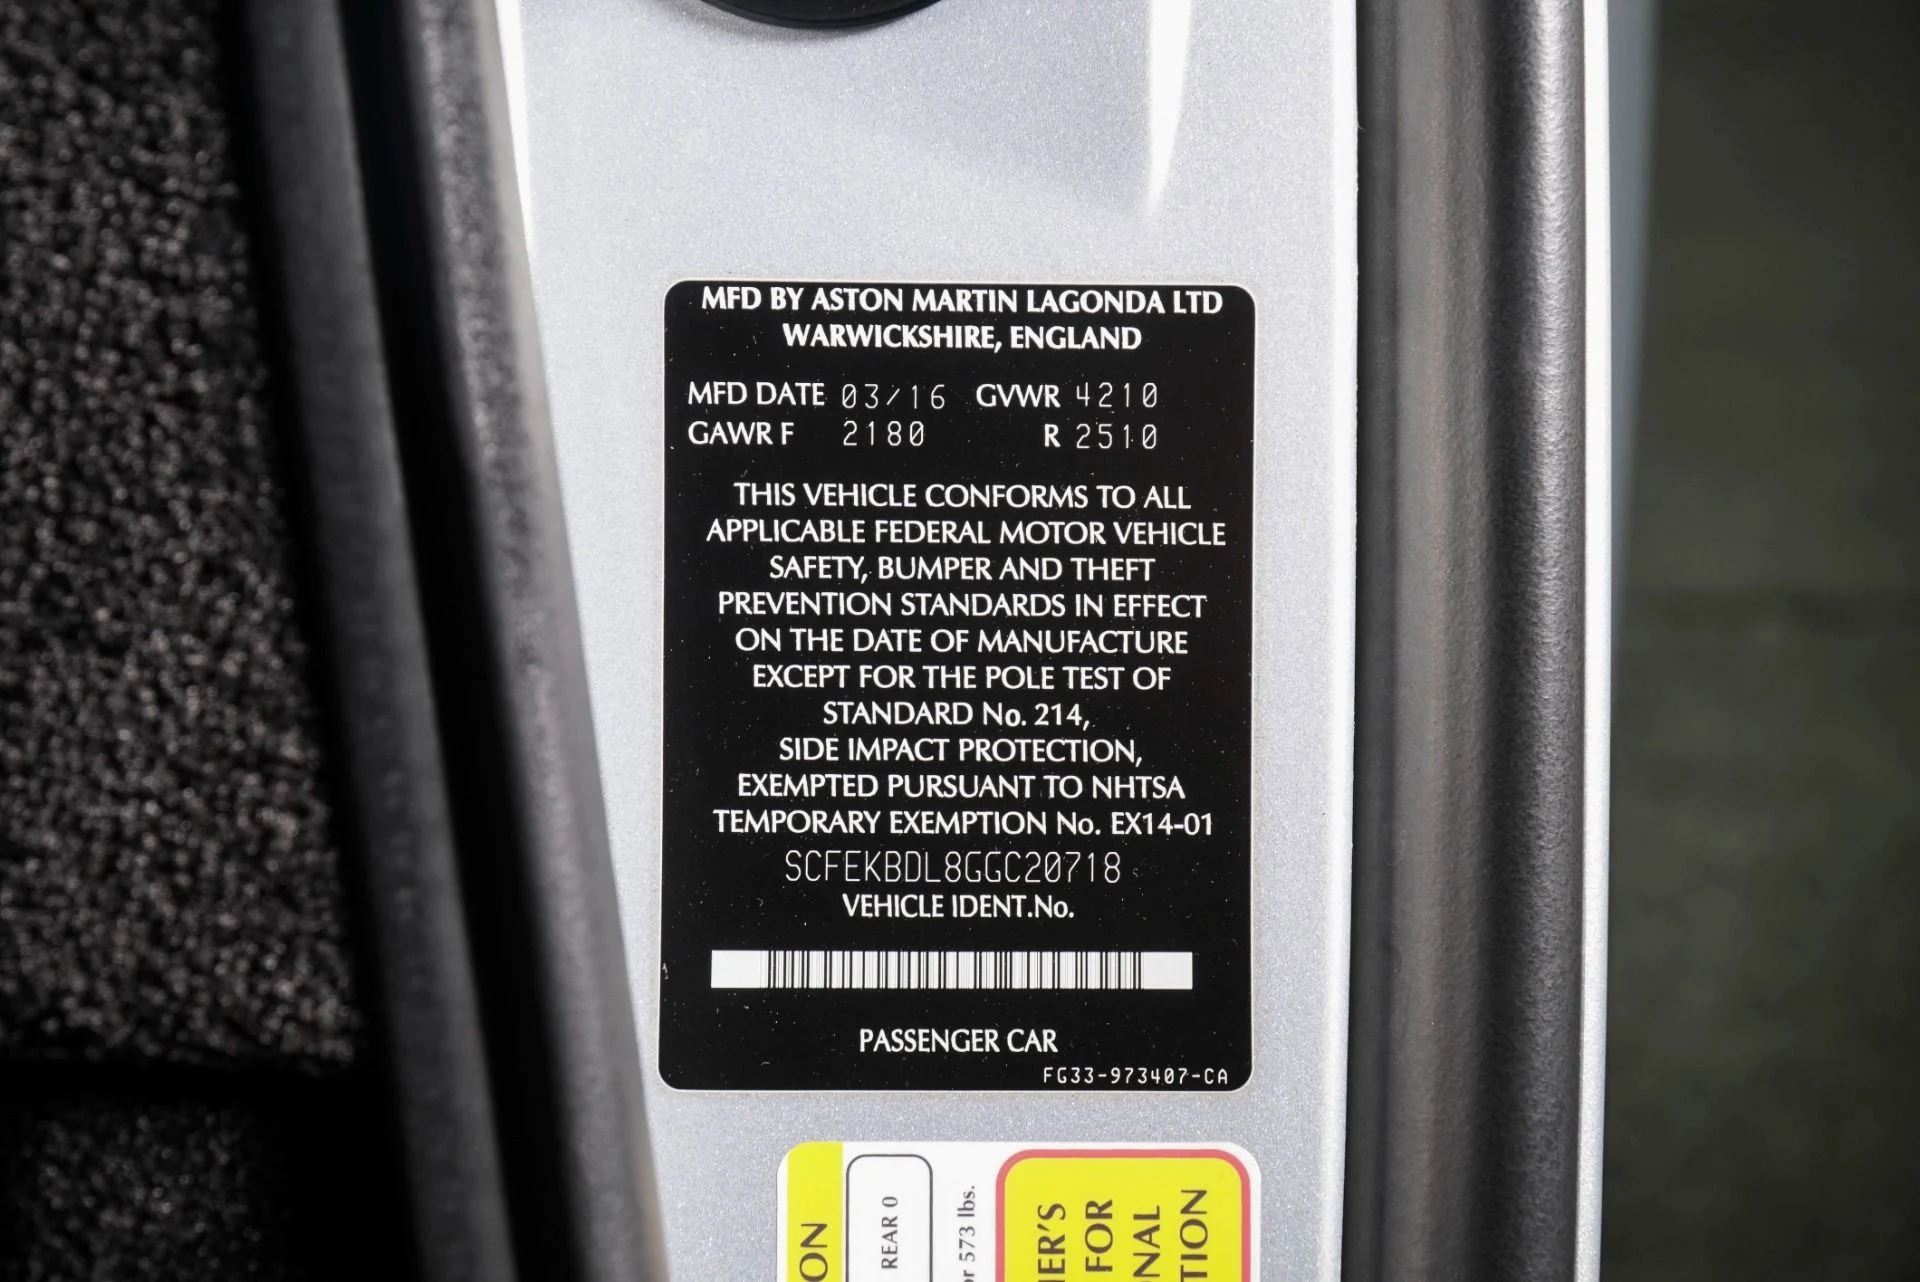 MFD BY ASTON MARTIN LAGONDA LTD
WARWICKSHIRE, ENGLAND
MFD DATE 03/16 GVWR 4210
GAWR F 2180 R 2510
THIS VEHICLE CONFORMS TO ALL
APPLICABLE FEDERAL MOTOR VEHICLE
SAFETY, BUMPER AND THEFT
PREVENTION STANDARDS IN EFFECT
ON THE DATE OF MANUFACTURE
EXCEPT FOR THE POLE TEST OF
STANDARD No. 214,
SIDE IMPACT PROTECTION,
EXEMPTED PURSUANT TO NHTSA
TEMPORARY EXEMPTION No. EX14-01
SCFEKBDL8GGC20718
VEHICLE IDENT.No.
PASSENGER CAR
FG33-973407-CA
REAR 0
573 lbs.
FOR